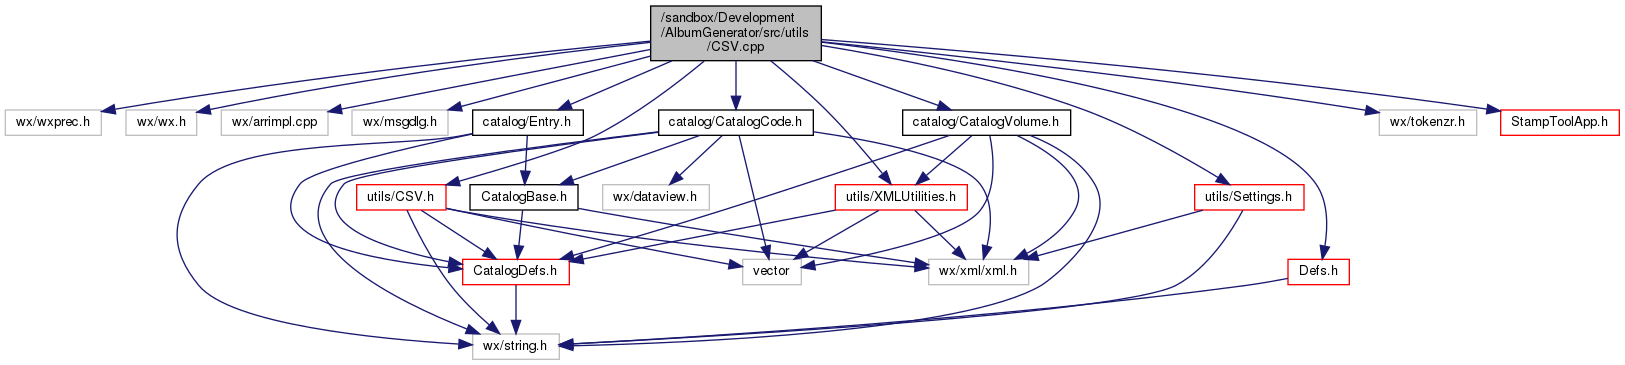 /sandbox/Development
/AlbumGenerator/src/utils
/CSV.cpp
wx/wxprec.h
wx/wx.h
wx/arrimpl.cpp
wx/msgdlg.h
catalog/Entry.h
catalog/CatalogCode.h
catalog/CatalogVolume.h
wx/tokenzr.h
StampToolApp.h
utils/CSV.h
CatalogBase.h
wx/dataview.h
utils/XMLUtilities.h
utils/Settings.h
CatalogDefs.h
vector
wx/xml/xml.h
Defs.h
wx/string.h